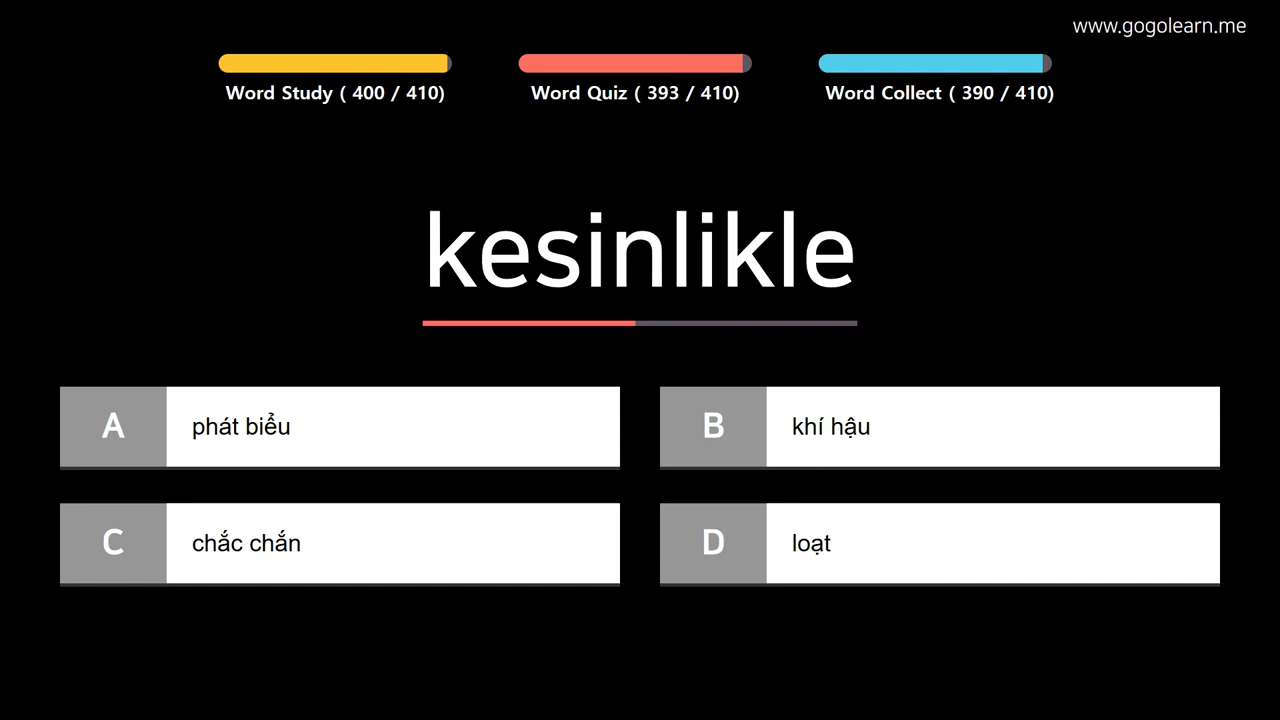 www.gogolearn.me
Word Study ( 400 / 410)
Word Quiz ( 393 / 410)
Word Collect ( 390 / 410)
kesinlikle
A
phát biểu
B
khí hậu
C
chắc chắn
D
loạt